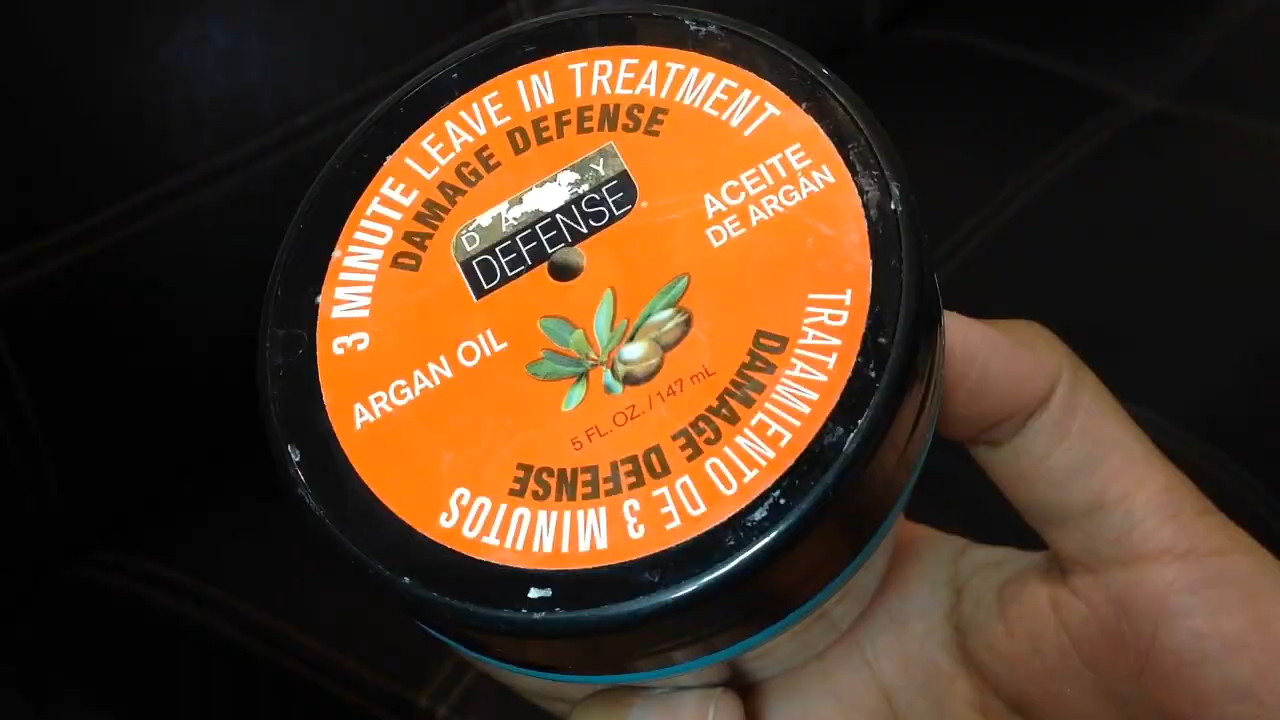 3 MINUTE LEAVE IN TREATMENT
DAMAGE DEFENSE
DEFENSE
ACEITE
DE ARGÁN
ARGAN OIL
5 FL. OZ. / 147 mL
DAMAGE DEFENSE
TRATAMIENTO DE 3 MINUTOS